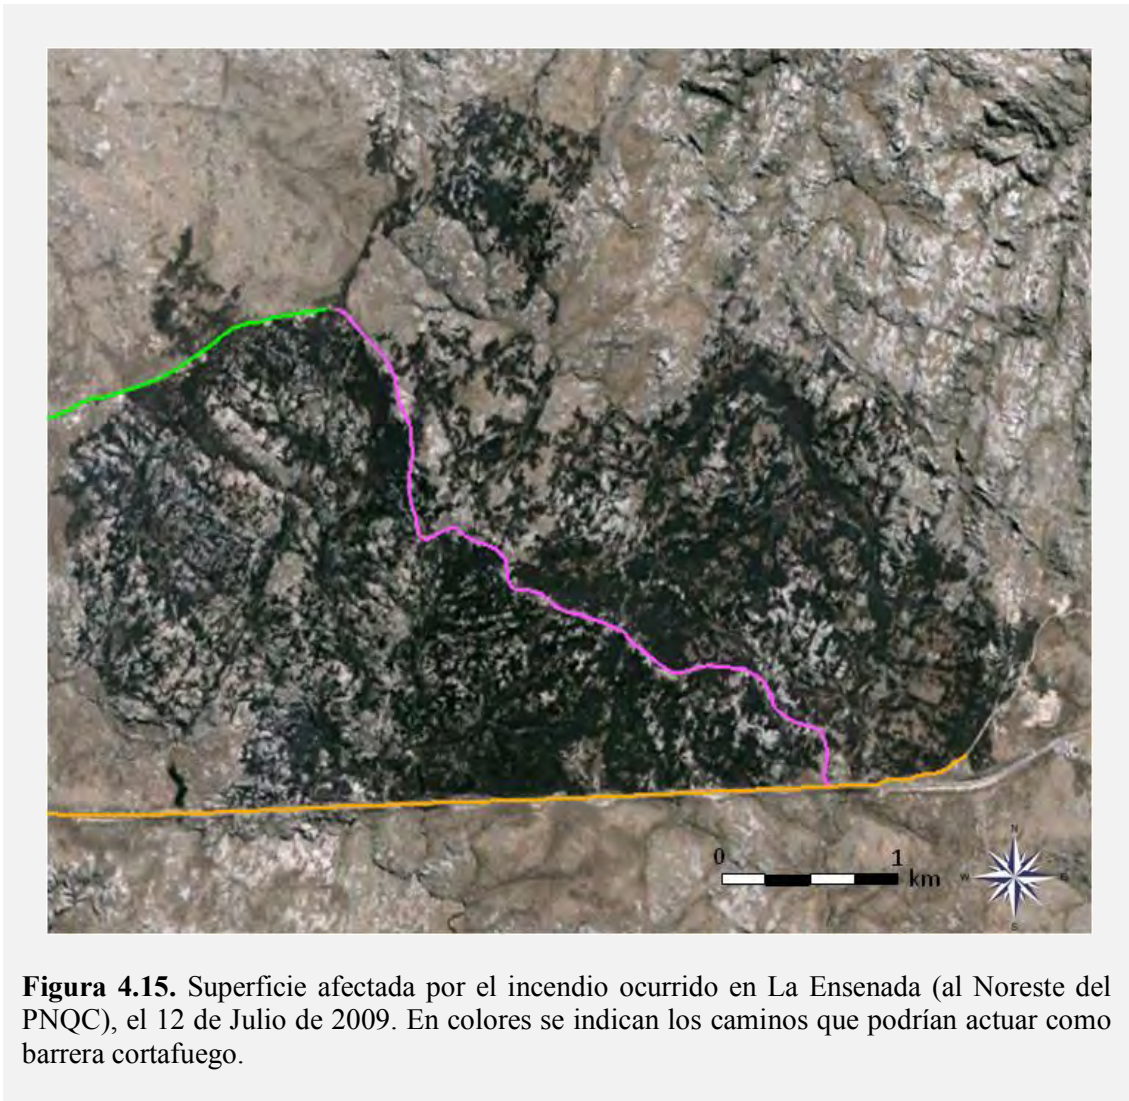 0 1
km
N
W
S
Figura 4.15. Superficie afectada por el incendio ocurrido en La Ensenada (al Noreste del
PNQC), el 12 de Julio de 2009. En colores se indican los caminos que podrían actuar como
barrera cortafuego.